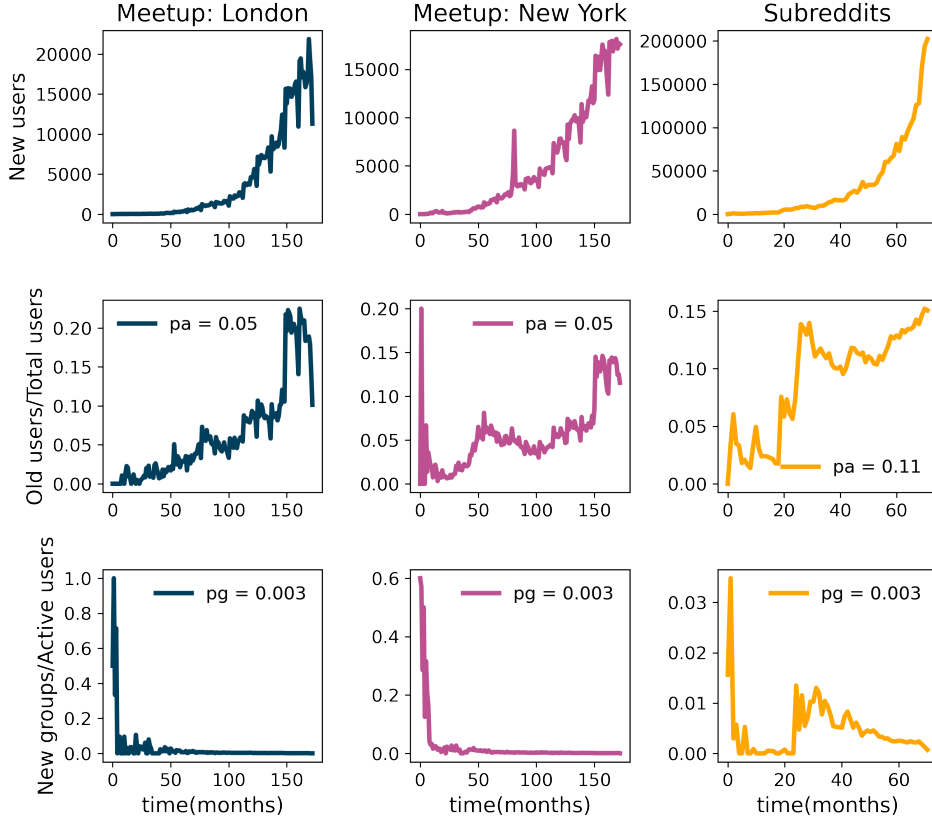 Meetup: London
Meetup: New York
Subreddits
New users
20000
15000
10000
5000
0
0 50 100 150
15000
10000
5000
0
0 50 100 150
200000
150000
100000
50000
0
0 20 40 60
Old users/Total users
0.20
0.15
0.10
0.05
0.00
pa = 0.05
0 50 100 150
0.20
0.15
0.10
0.05
0.00
pa = 0.05
0 50 100 150
0.15
0.10
0.05
0.00
pa = 0.11
0 20 40 60
New groups/Active users
1.0
0.8
0.6
0.4
0.2
0.0
pg = 0.003
0 50 100 150
time(months)
0.6
0.4
0.2
0.0
pg = 0.003
0 50 100 150
time(months)
0.03
0.02
0.01
0.00
pg = 0.003
0 20 40 60
time(months)